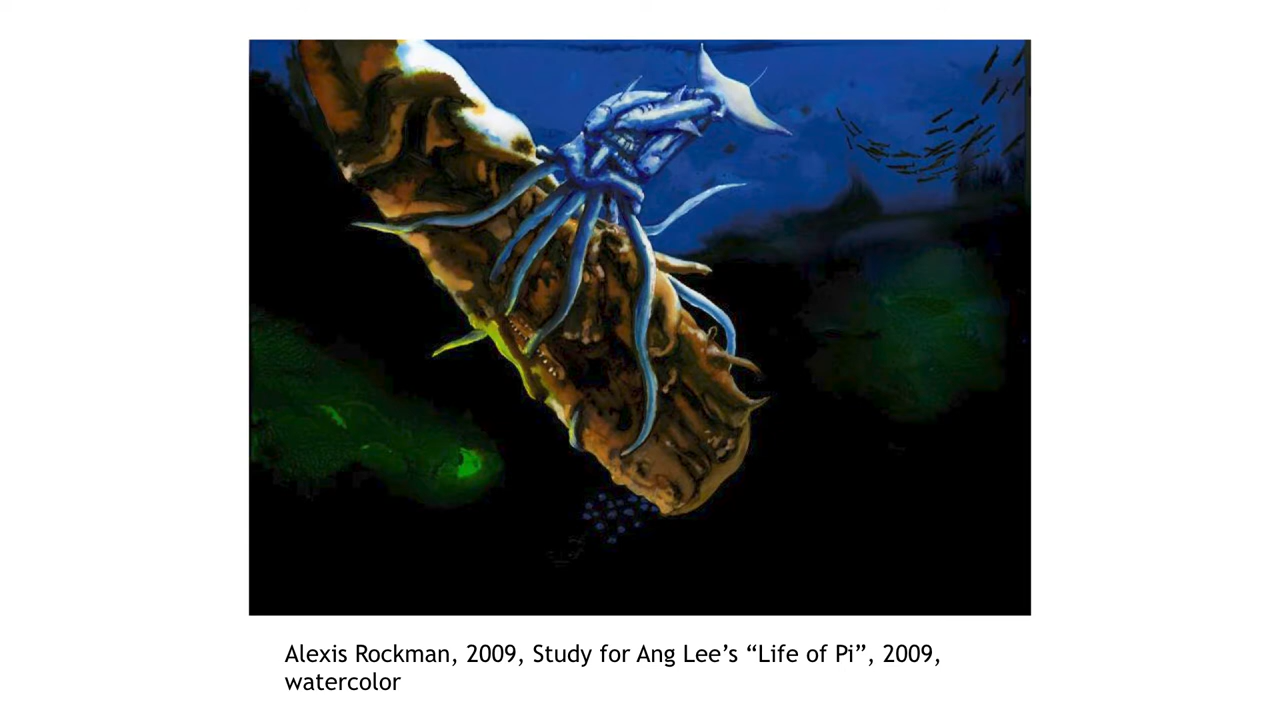 Alexis Rockman, 2009, Study for Ang Lee’s “Life of Pi”, 2009,
watercolor